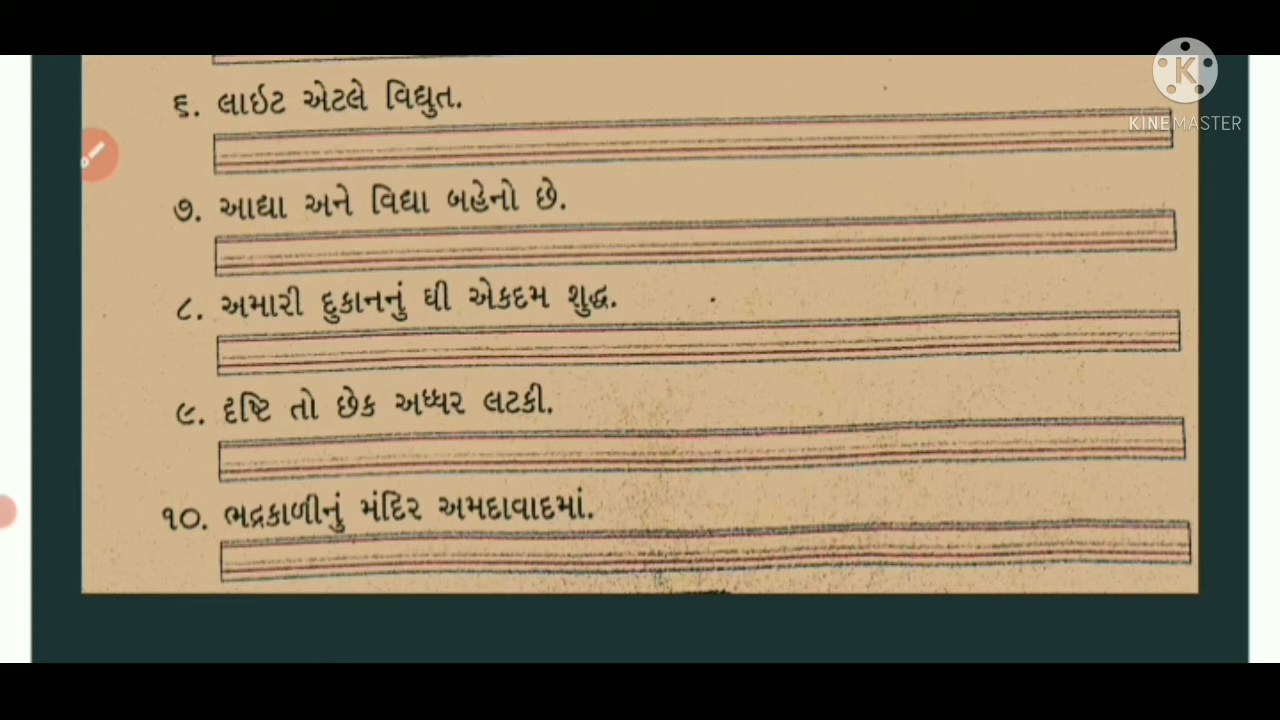 KINEMASTER
૬. લાઇટ એટલે વિદ્યુત.
૭. આદ્યા અને વિદ્યા બહેનો છે.
૮. અમારી દુકાનનું ઘી એકદમ શુદ્ધ.
૯. દૃષ્ટિ તો છેક અધ્ધર લટકી.
૧૦. ભદ્રકાળીનું મંદિર અમદાવાદમાં.